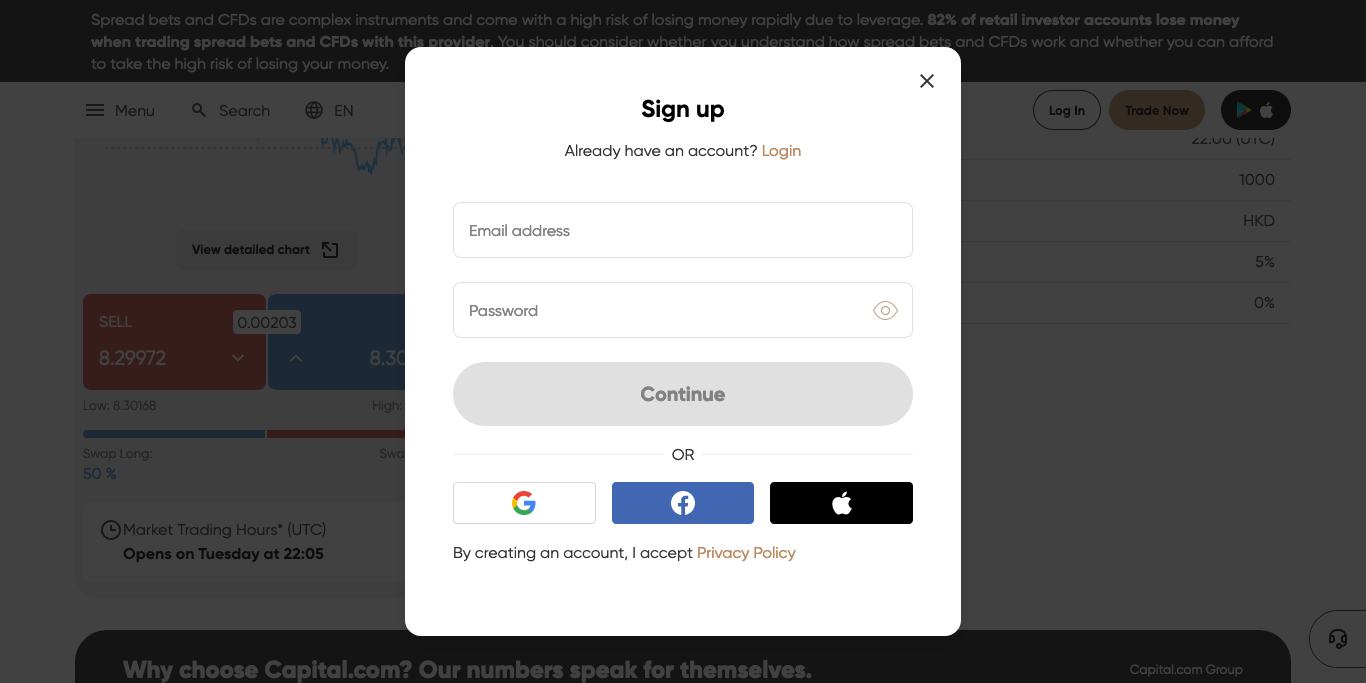 Spread bets and CFDs are complex instruments and come with a high risk of losing money rapidly due to leverage. 82% of retail investor accounts lose money
when trading spread bets and CFDs with this provider. You should consider whether you understand how spread bets and CFDs work and whether you can afford
to take the high risk of losing your money.
Menu
Search
EN
Log In
Trade Now
Sign up
Already have an account? Login
Email address
Password
Continue
OR
By creating an account, I accept Privacy Policy
22:00 (UTC)
1000
HKD
5%
0%
View detailed chart
SELL
0.00203
8.29972
8.30
Low: 8.30168
High:
Swap Long:
50 %
Market Trading Hours* (UTC)
Opens on Tuesday at 22:05
Why choose Capital.com? Our numbers speak for themselves.
Capital.com Group